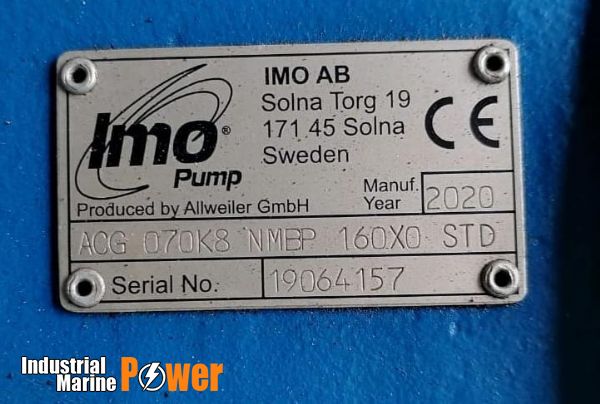 Imo®
Pump
IMO AB
Solna Torg 19
171 45 Solna
Sweden
CE
Produced by Allweiler GmbH
Manuf.
Year
2020
ACG 070K8 NMBP 160X0 STD
Serial No.
19064157
Industrial
Marine Power